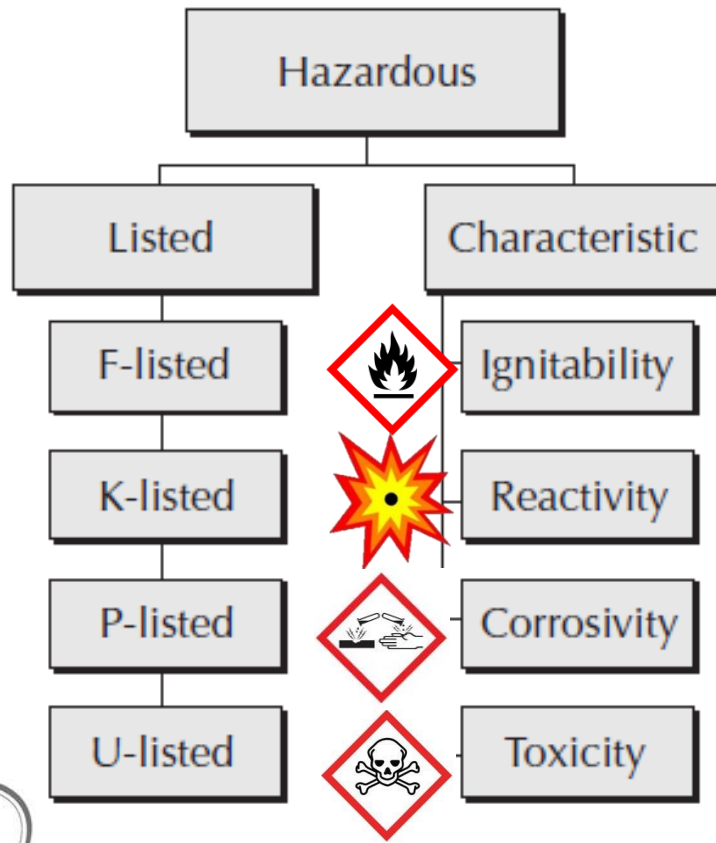 Hazardous
Listed
Characteristic
F-listed
Ignitability
K-listed
Reactivity
P-listed
Corrosivity
U-listed
Toxicity